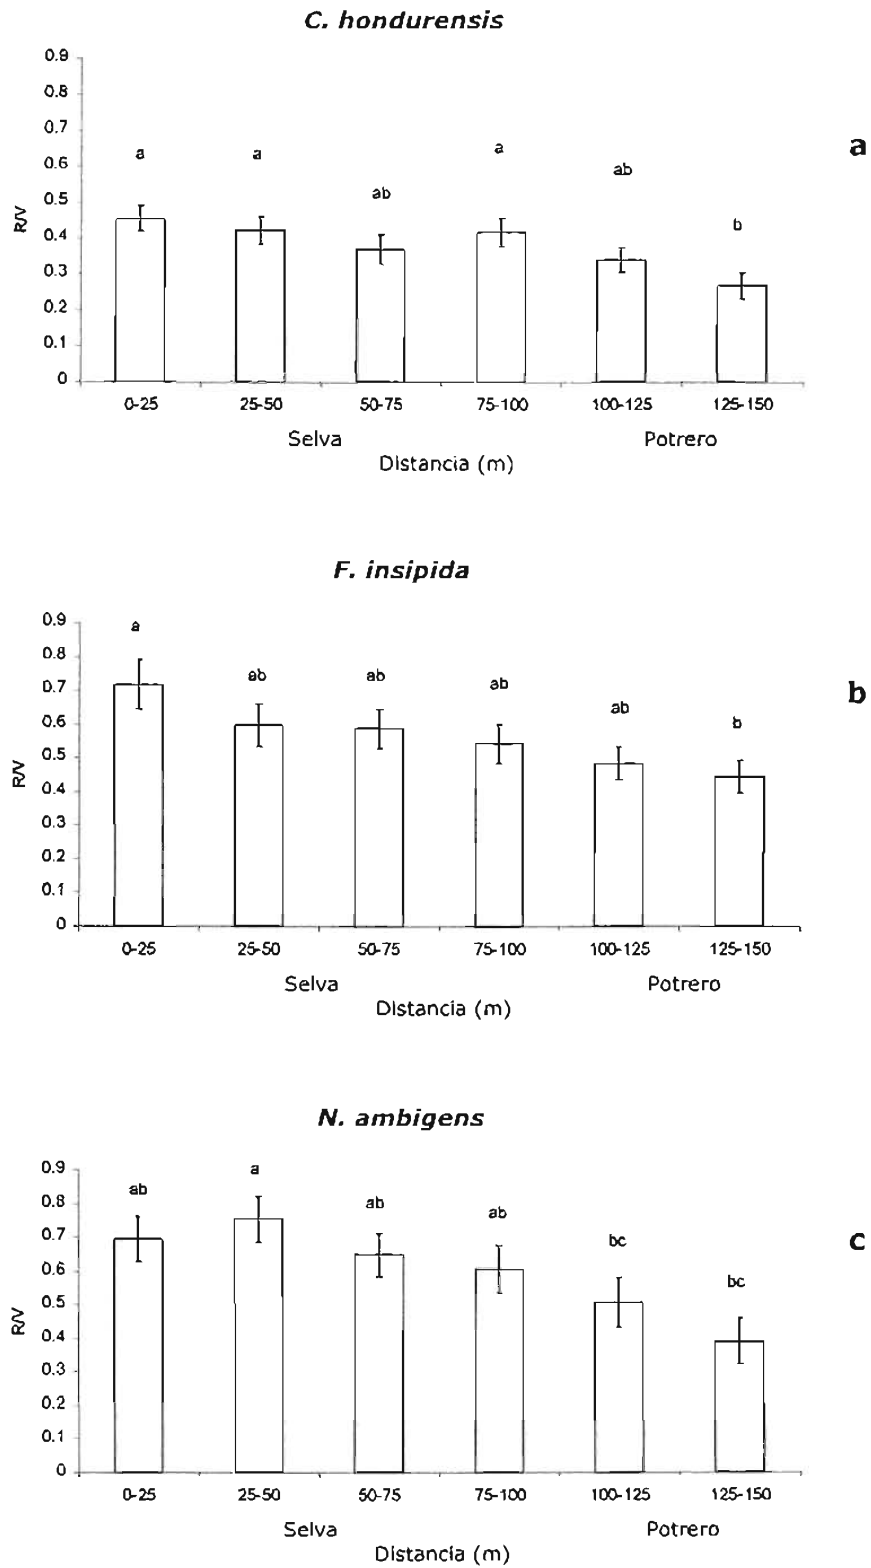 C. hondurensis
0.9
0.8
0.7
0.6
0.5
0.4
0.3
0.2
0.1
0
R/V
a a ab a ab b
a
0-25 25-50 50-75 75-100 100-125 125-150
Selva Potrero
Distancia (m)
F. insipida
0.9
0.8
0.7
0.6
0.5
0.4
0.3
0.2
0.1
0
R/V
a ab ab ab ab b
b
0-25 25-50 50-75 75-100 100-125 125-150
Selva Potrero
Distancia (m)
N. ambigens
0.9
0.8
0.7
0.6
0.5
0.4
0.3
0.2
0.1
0
R/V
ab a ab ab bc bc
c
0-25 25-50 50-75 75-100 100-125 125-150
Selva Potrero
Distancia (m)